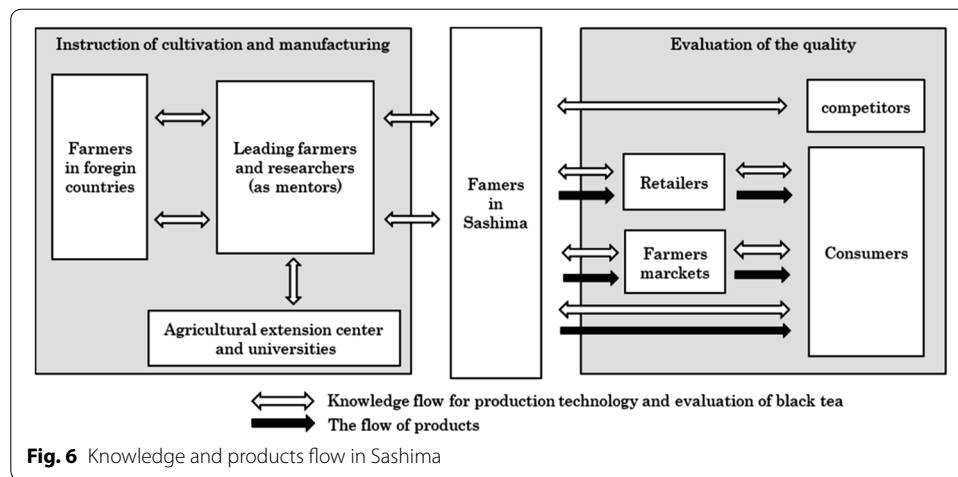 Instruction of cultivation and manufacturing
Farmers
in foregin
countries
Leading farmers
and researchers
(as mentors)
Agricultural extension center
and universities
Famers
in
Sashima
Evaluation of the quality
competitors
Retailers
Farmers
marckets
Consumers
Knowledge flow for production technology and evaluation of black tea
The flow of products
Fig. 6 Knowledge and products flow in Sashima